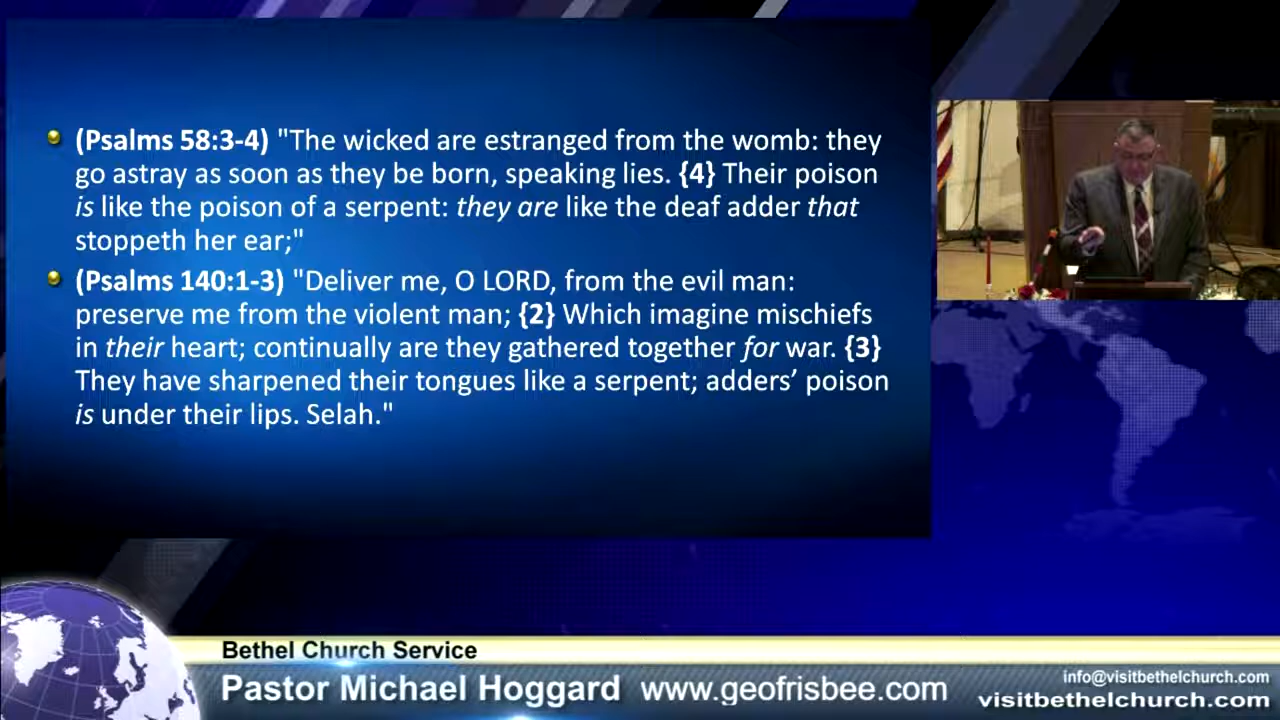 (Psalms 58:3-4) "The wicked are estranged from the womb: they
go astray as soon as they be born, speaking lies. {4} Their poison
is like the poison of a serpent: they are like the deaf adder that
stoppeth her ear;"
(Psalms 140:1-3) "Deliver me, O LORD, from the evil man:
preserve me from the violent man; {2} Which imagine mischiefs
in their heart; continually are they gathered together for war. {3}
They have sharpened their tongues like a serpent; adders’ poison
is under their lips. Selah."
Bethel Church Service
Pastor Michael Hoggard www.geofrisbee.com
info@visitbethelchurch.com
visitbethelchurch.com